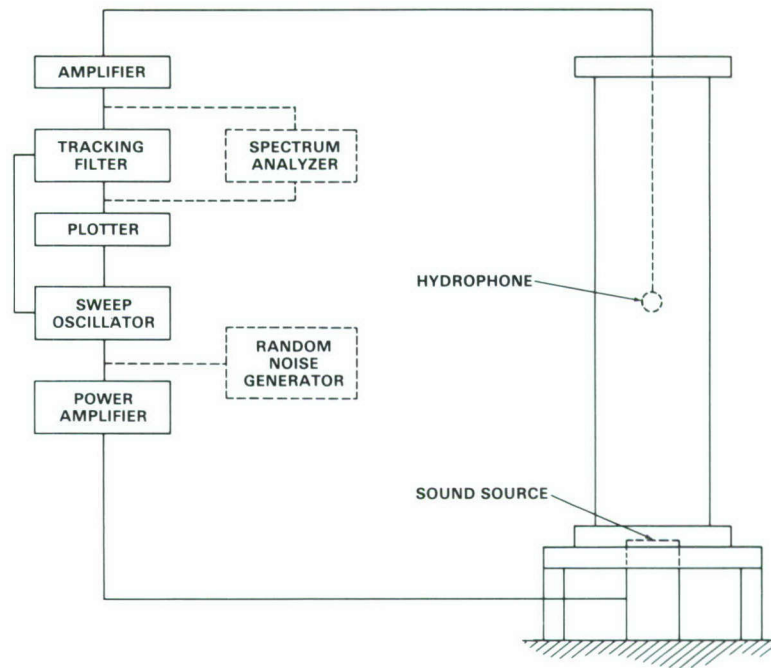 AMPLIFIER
TRACKING
FILTER
SPECTRUM
ANALYZER
PLOTTER
HYDROPHONE
SWEEP
OSCILLATOR
RANDOM
NOISE
GENERATOR
POWER
AMPLIFIER
SOUND SOURCE